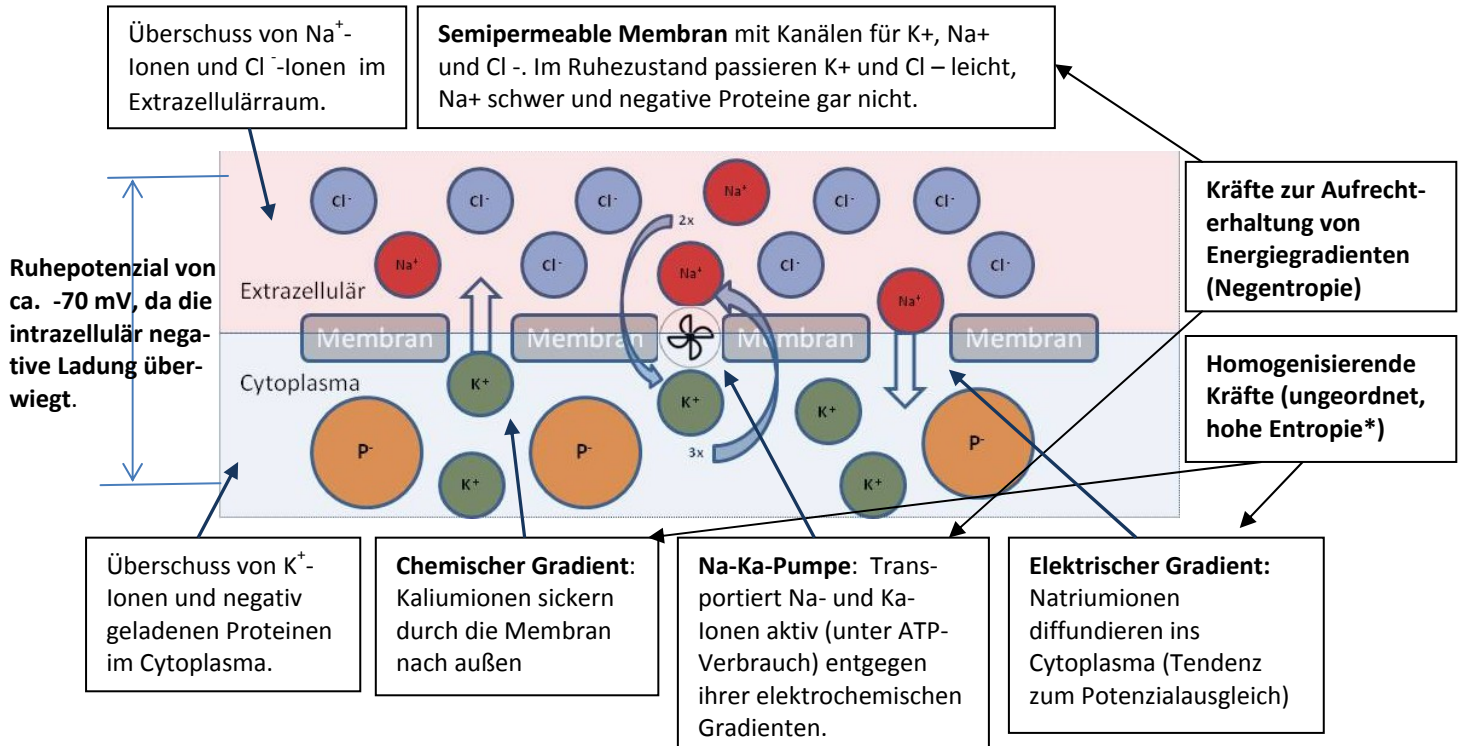 Überschuss von Na⁺-
Ionen und Cl ⁻-Ionen im
Extrazellulärraum.
Semipermeable Membran mit Kanälen für K+, Na+
und Cl -. Im Ruhezustand passieren K+ und Cl – leicht,
Na+ schwer und negative Proteine gar nicht.
Kräfte zur Aufrecht-
erhaltung von
Energiegradienten
(Negentropie)
Homogenisierende
Kräfte (ungeordnet,
hohe Entropie*)
Ruhepotenzial von
ca. -70 mV, da die
intrazellulär nega-
tive Ladung über-
wiegt.
Cl⁻
Cl⁻
Cl⁻
Na⁺
Cl⁻
Cl⁻
2x
Na⁺
Cl⁻
Na⁺
Cl⁻
Cl⁻
Na⁺
Extrazellulär
Membran
Membran
Membran
Membran
Cytoplasma
K⁺
K⁺
K⁺
P⁻
P⁻
3x
P⁻
K⁺
K⁺
Überschuss von K⁺-
Ionen und negativ
geladenen Proteinen
im Cytoplasma.
Chemischer Gradient:
Kaliumionen sickern
durch die Membran
nach außen
Na-Ka-Pumpe: Trans-
portiert Na- und Ka-
Ionen aktiv (unter ATP-
Verbrauch) entgegen
ihrer elektrochemischen
Gradienten.
Elektrischer Gradient:
Natriumionen
diffundieren ins
Cytoplasma (Tendenz
zum Potenzialausgleich)